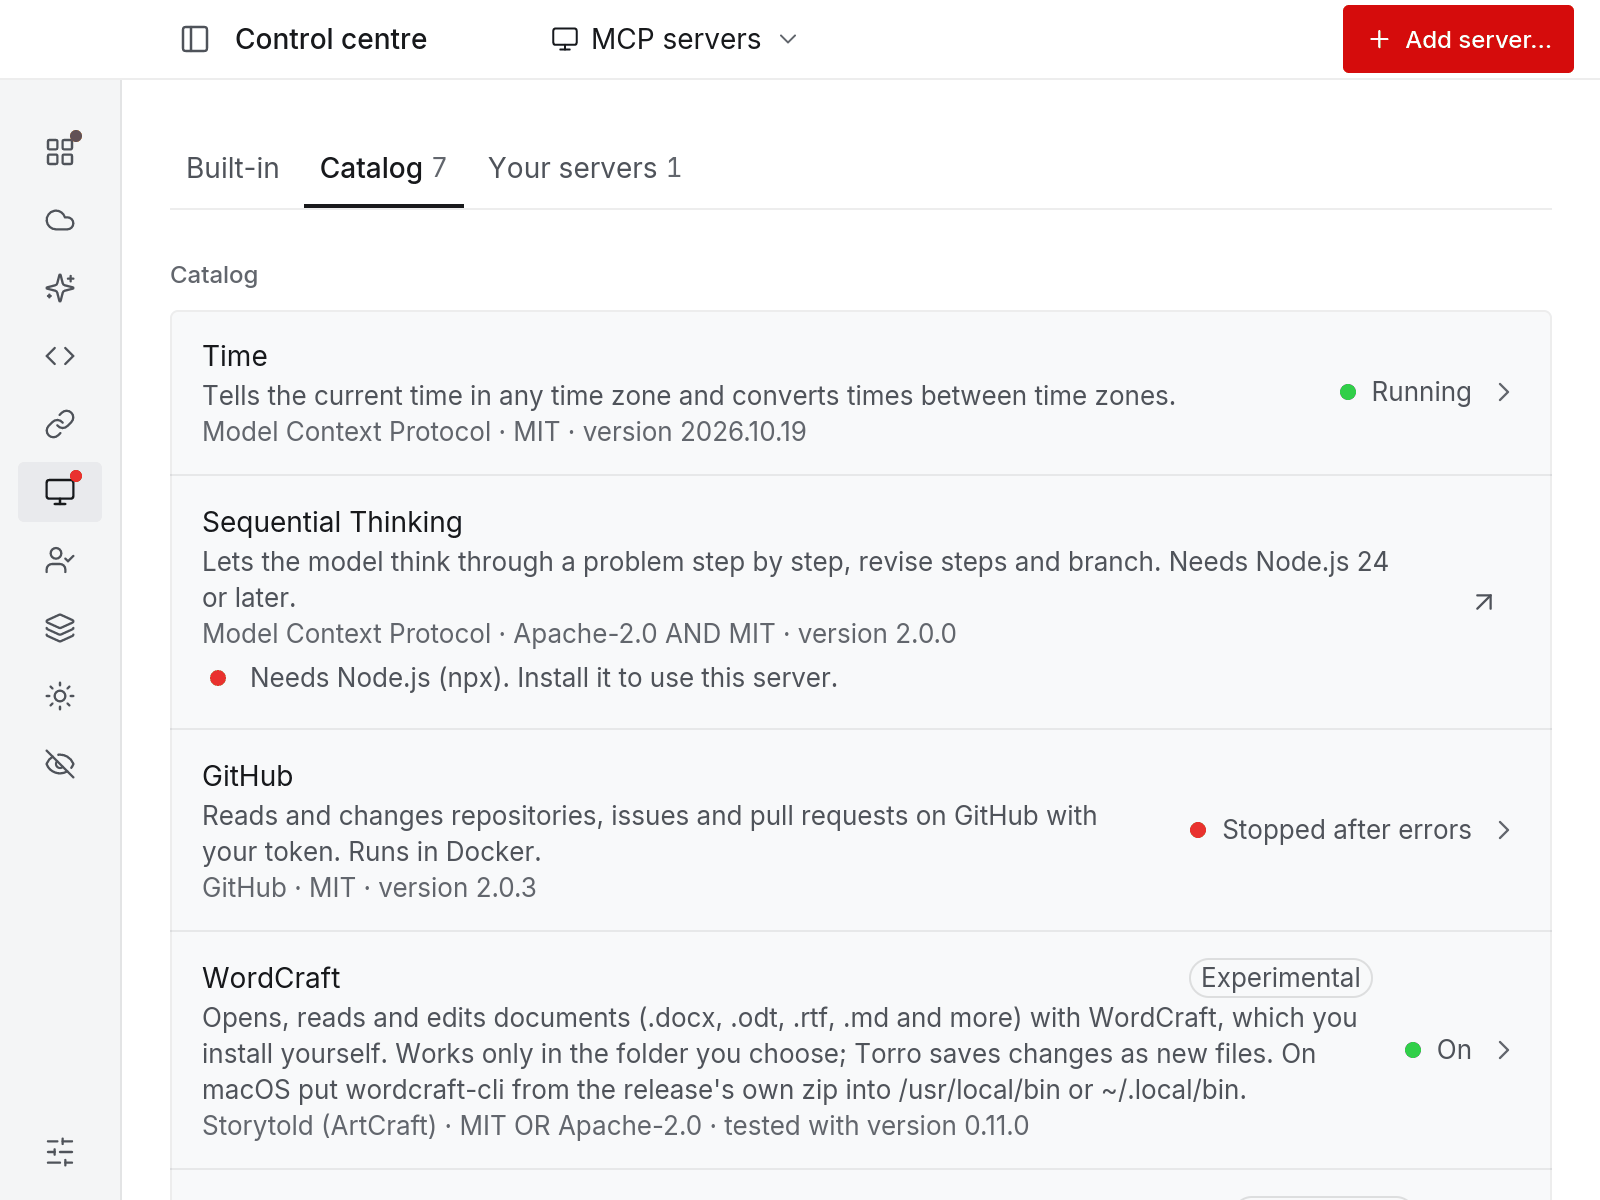 Control centre
MCP servers
Add server...
Built-in
Catalog 7
Your servers 1
Catalog
Time
Tells the current time in any time zone and converts times between time zones.
Model Context Protocol · MIT · version 2026.10.19
Running
Sequential Thinking
Lets the model think through a problem step by step, revise steps and branch. Needs Node.js 24
or later.
Model Context Protocol · Apache-2.0 AND MIT · version 2.0.0
Needs Node.js (npx). Install it to use this server.
GitHub
Reads and changes repositories, issues and pull requests on GitHub with
your token. Runs in Docker.
GitHub · MIT · version 2.0.3
Stopped after errors
WordCraft
Experimental
Opens, reads and edits documents (.docx, .odt, .rtf, .md and more) with WordCraft, which you
install yourself. Works only in the folder you choose; Torro saves changes as new files. On
macOS put wordcraft-cli from the release's own zip into /usr/local/bin or ~/.local/bin.
Storytold (ArtCraft) · MIT OR Apache-2.0 · tested with version 0.11.0
On